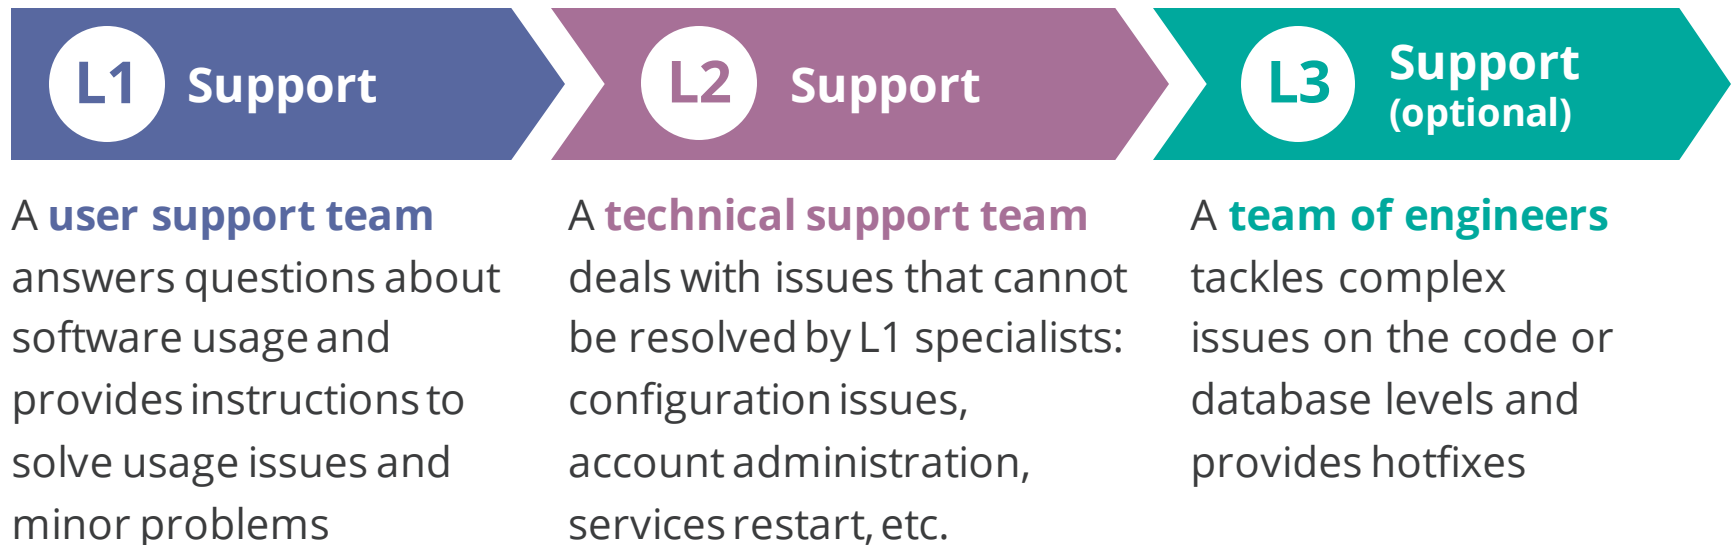 L1 Support
L2 Support
L3 Support
(optional)
A user support team
answers questions about
software usage and
provides instructions to
solve usage issues and
minor problems
A technical support team
deals with issues that cannot
be resolved by L1 specialists:
configuration issues,
account administration,
services restart, etc.
A team of engineers
tackles complex
issues on the code or
database levels and
provides hotfixes